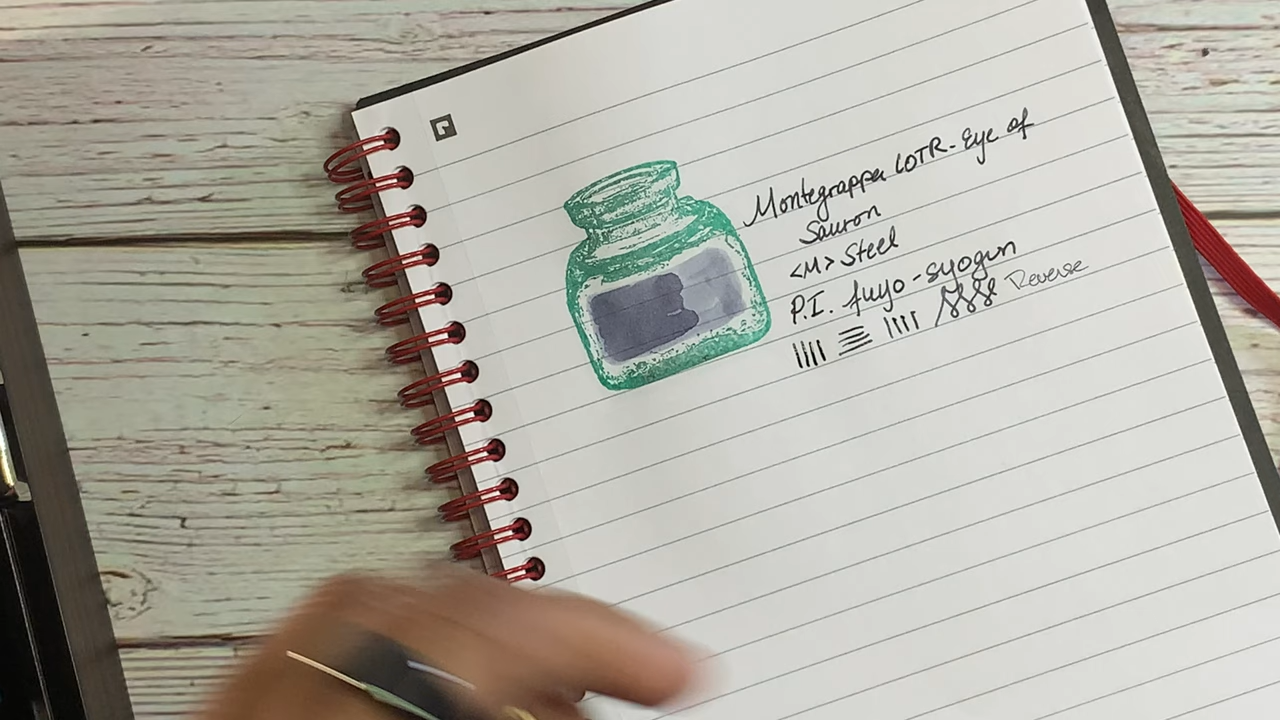 Montegrappa LOTR - Eye of
Sauron
<M> Steel
P.I. fuyo-syogun
Reverse